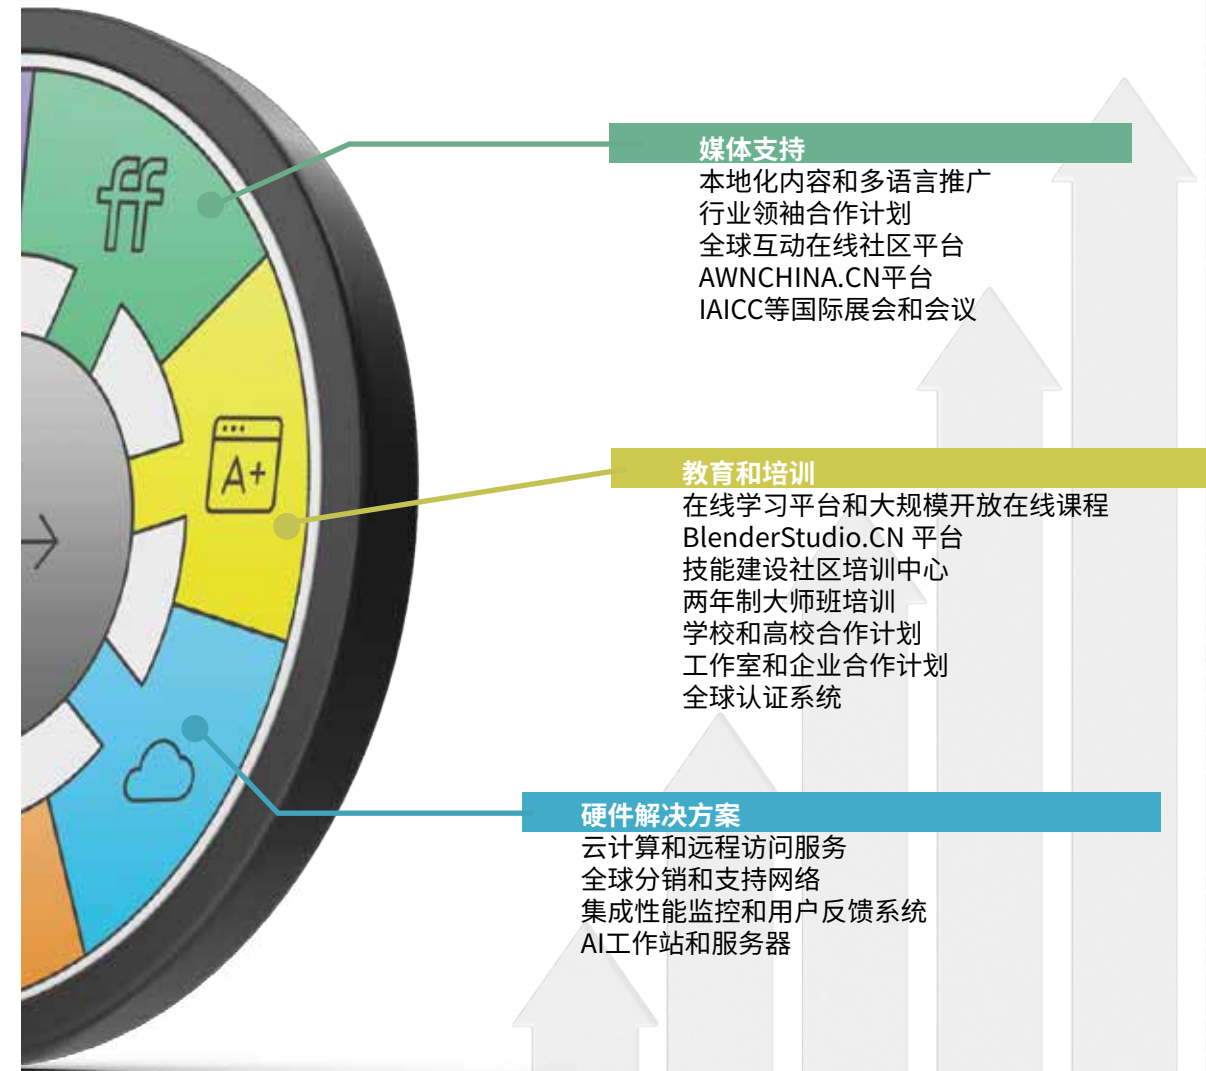 ff
媒体支持
本地化内容和多语言推广
行业领袖合作计划
全球互动在线社区平台
AWNCHINA.CN平台
IAICC等国际展会和会议
A+
教育和培训
在线学习平台和大规模开放在线课程
BlenderStudio.CN 平台
技能建设社区培训中心
两年制大师班培训
学校和高校合作计划
工作室和企业合作计划
全球认证系统
硬件解决方案
云计算和远程访问服务
全球分销和支持网络
集成性能监控和用户反馈系统
AI工作站和服务器